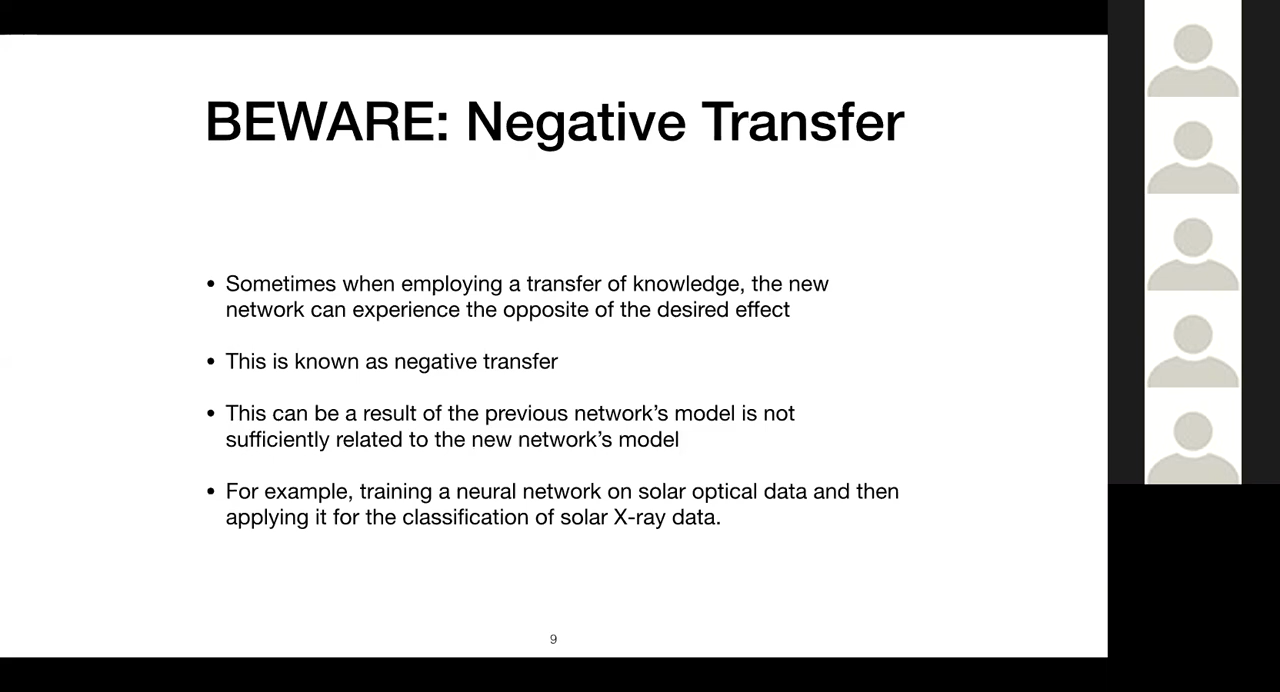 BEWARE: Negative Transfer
• Sometimes when employing a transfer of knowledge, the new
network can experience the opposite of the desired effect
• This is known as negative transfer
• This can be a result of the previous network’s model is not
sufficiently related to the new network’s model
• For example, training a neural network on solar optical data and then
applying it for the classification of solar X-ray data.
9